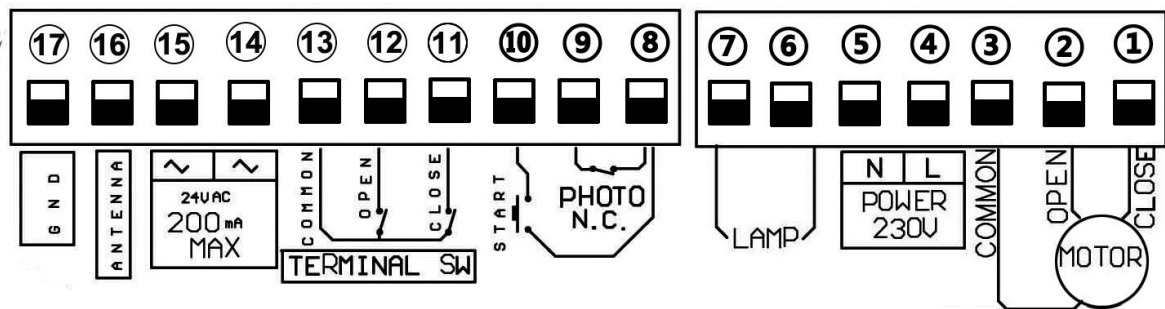 17 16 15 14 13 12 11 10 9 8 7 6 5 4 3 2 1
GND
ANTENNA
24VAC
200mA
MAX
COMMON
OPEN
CLOSE
TERMINAL SW
START
PHOTO
N.C.
LAMP
N L
POWER
230V
COMMON
OPEN
CLOSE
MOTOR